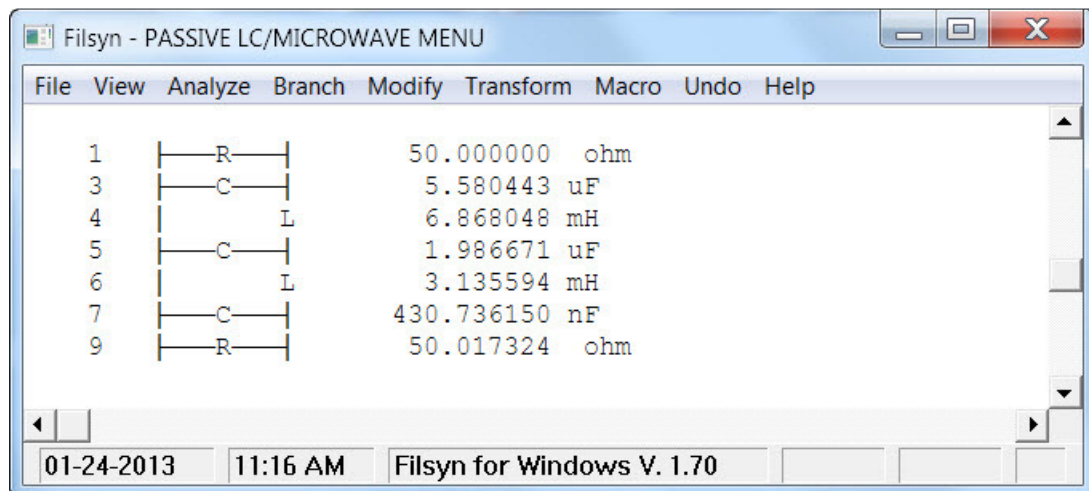 Filsyn - PASSIVE LC/MICROWAVE MENU
File View Analyze Branch Modify Transform Macro Undo Help
1 R 50.000000 ohm
3 C 5.580443 uF
4 L 6.868048 mH
5 C 1.986671 uF
6 L 3.135594 mH
7 C 430.736150 nF
9 R 50.017324 ohm
01-24-2013 11:16 AM Filsyn for Windows V. 1.70